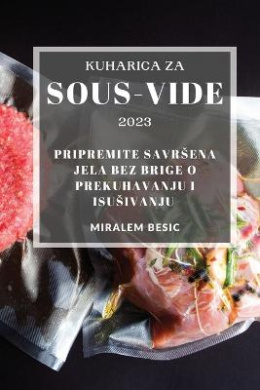 KUHARICA ZA
SOUS-VIDE
2023
PRIPREMITE SAVRŠENA
JELA BEZ BRIGE O
PREKUHAVANJU I
ISUŠIVANJU
MIRALEM BESIC